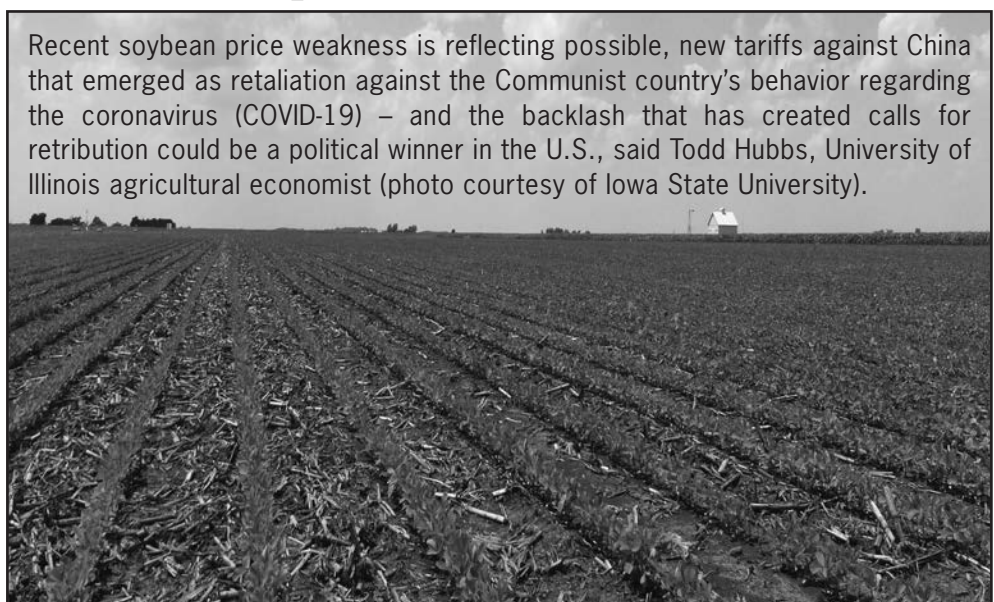 Recent soybean price weakness is reflecting possible, new tariffs against China
that emerged as retaliation against the Communist country's behavior regarding
the coronavirus (COVID-19) – and the backlash that has created calls for
retribution could be a political winner in the U.S., said Todd Hubbs, University of
Illinois agricultural economist (photo courtesy of Iowa State University).